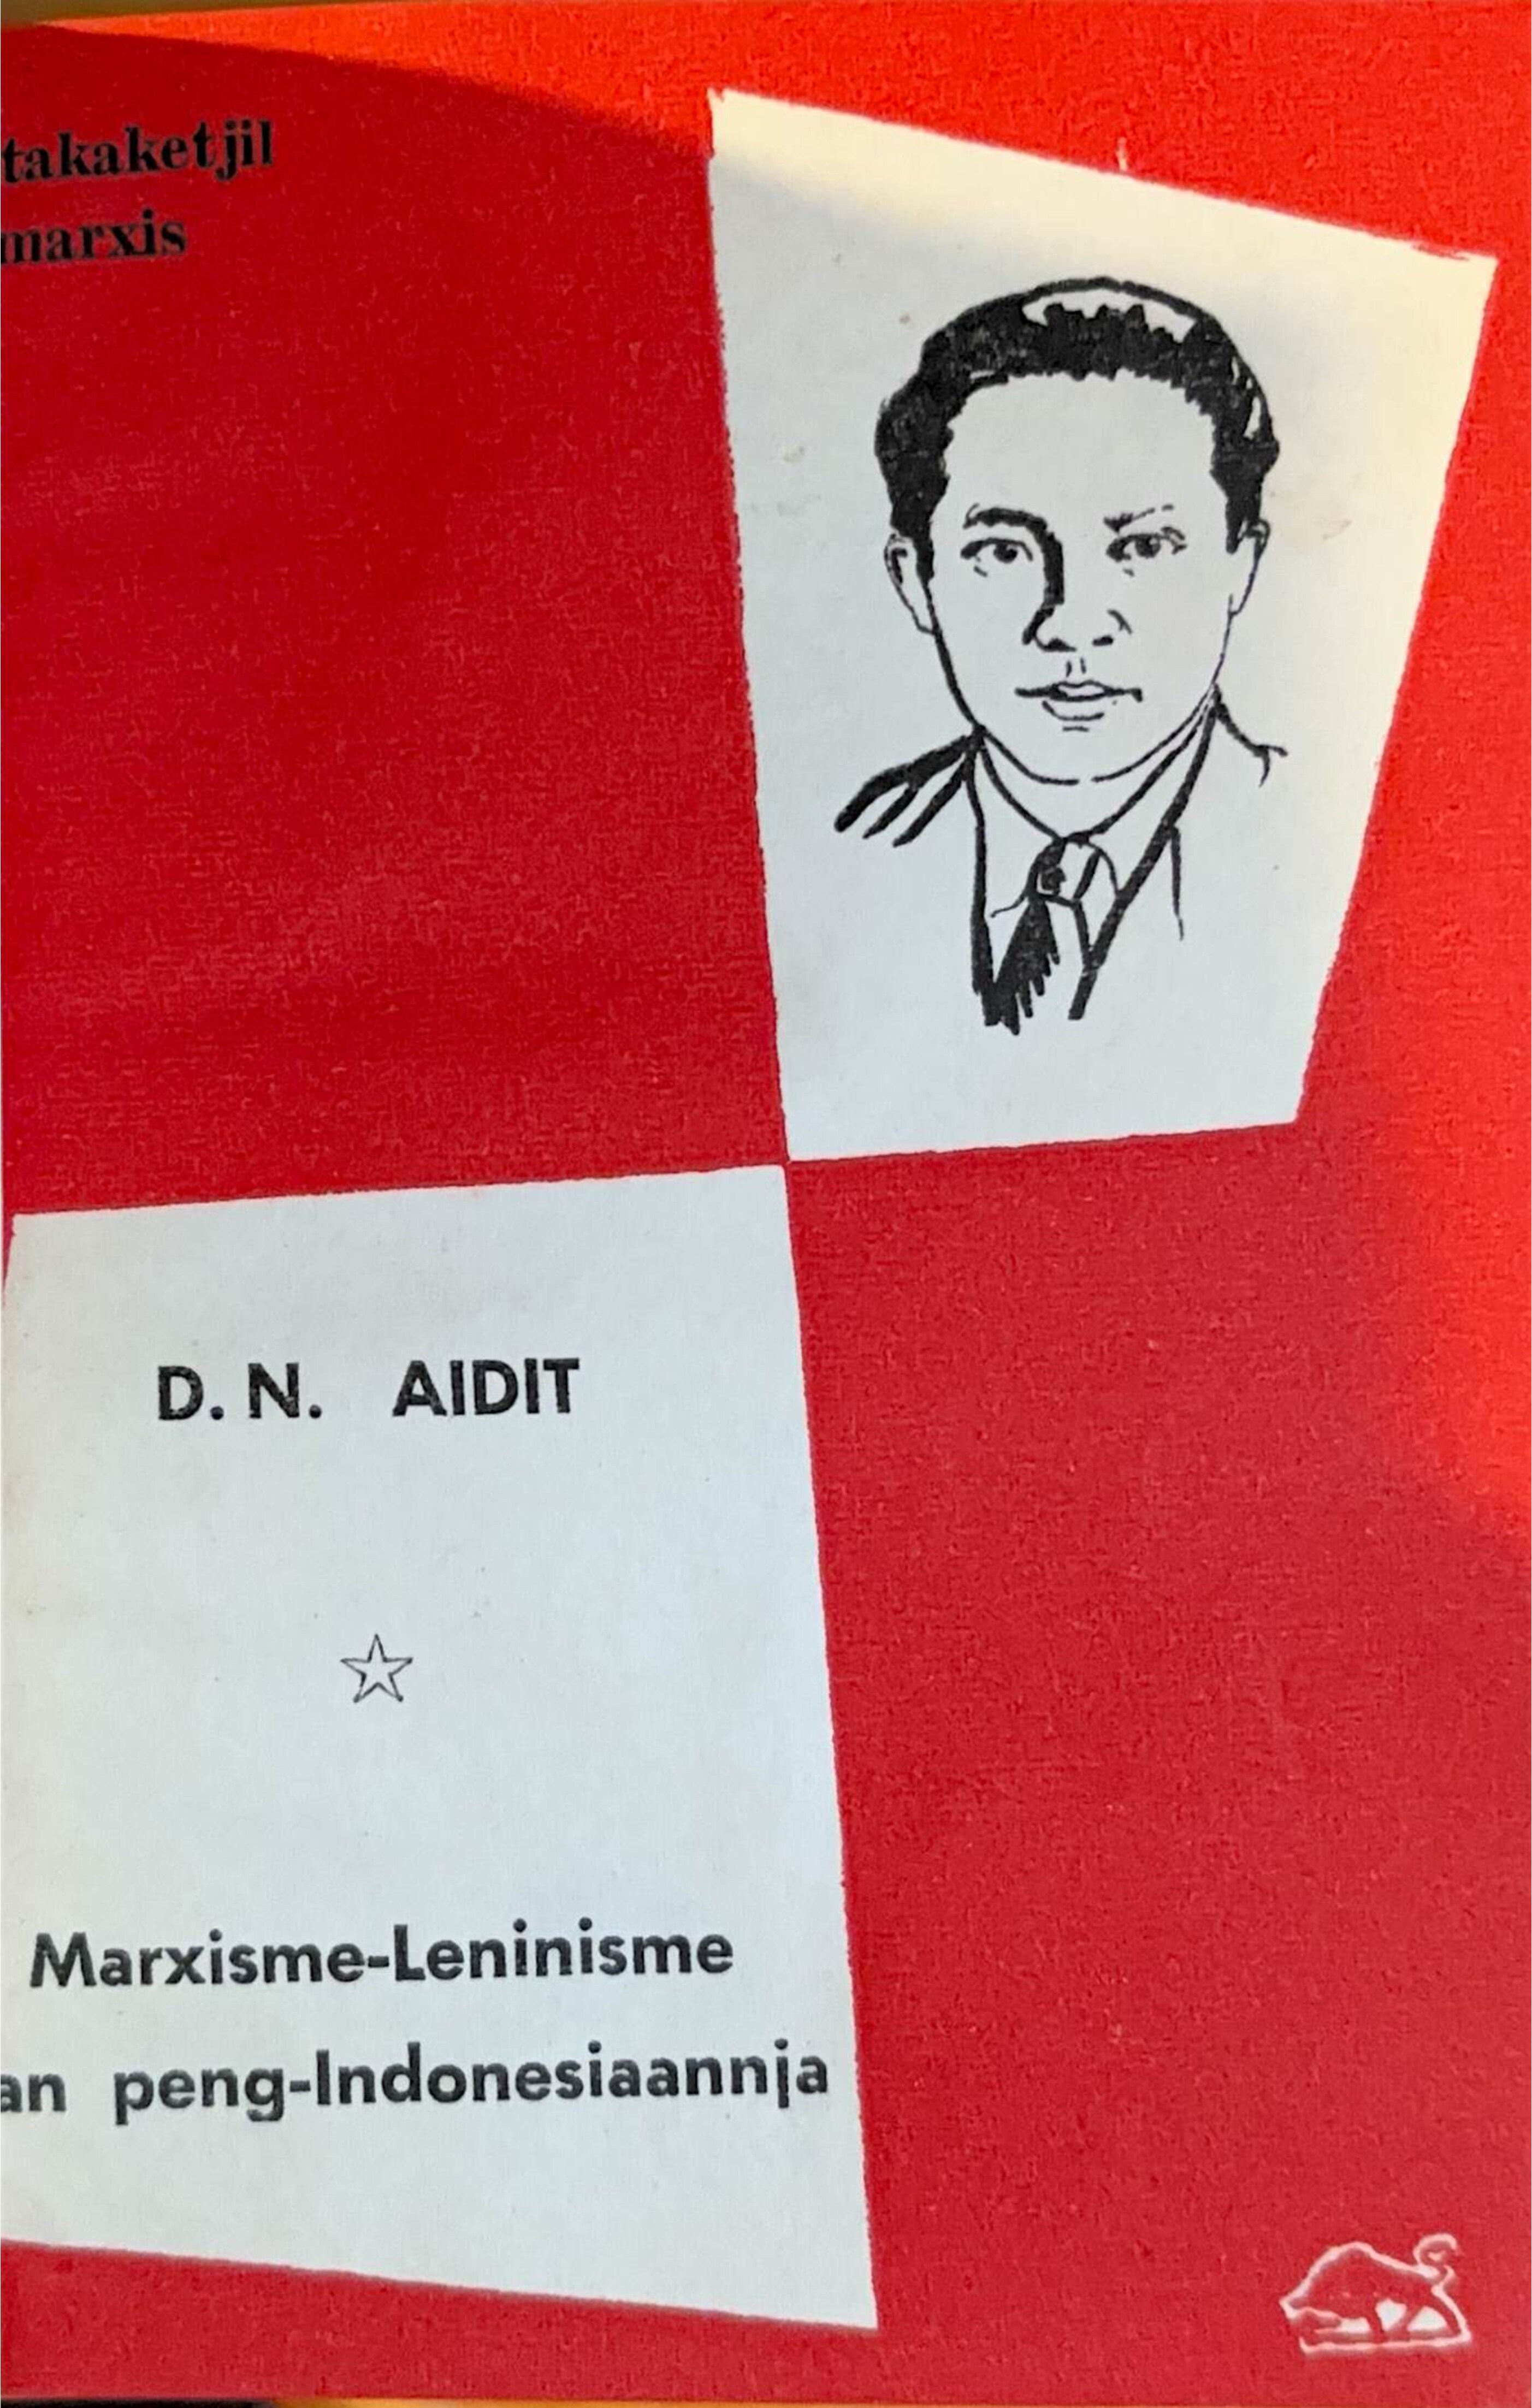 takaketjil
marxis
D. N. AIDIT
Marxisme-Leninisme
an peng-Indonesiaannja